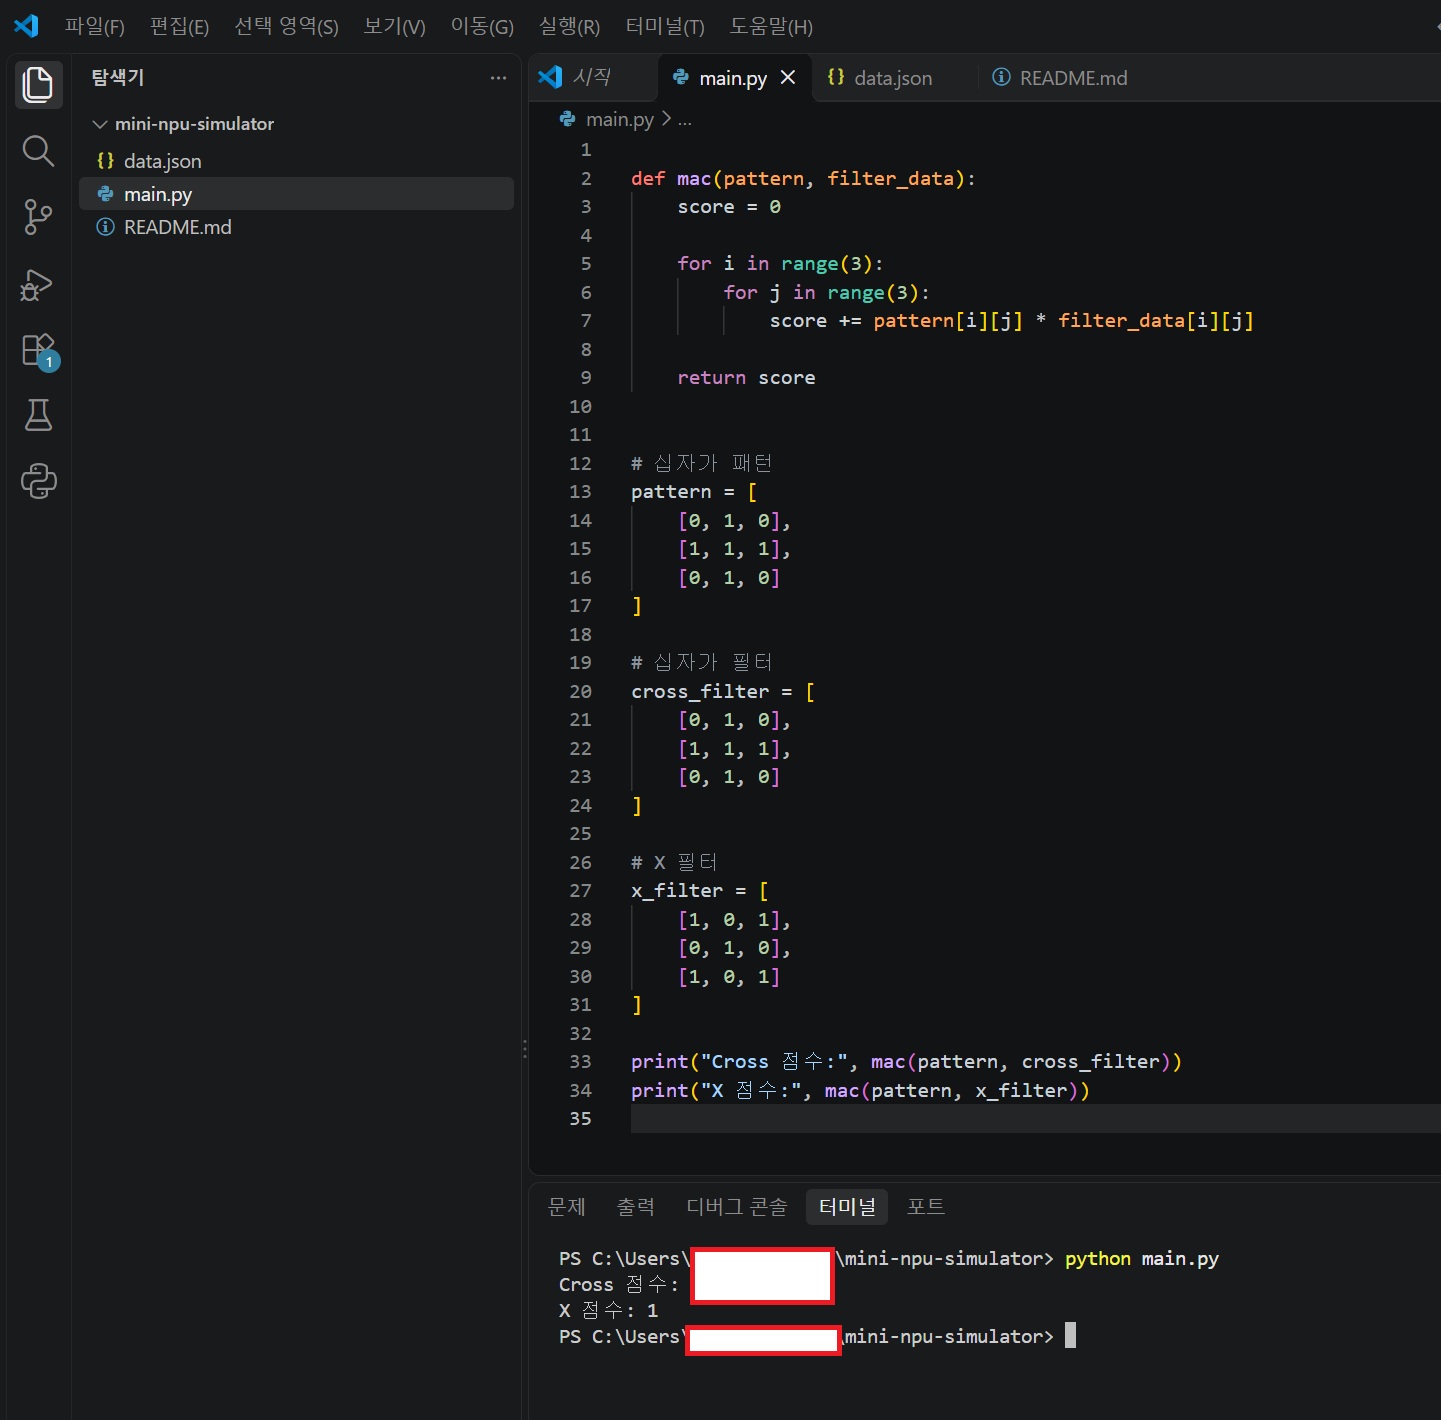 파일(F) 편집(E) 선택 영역(S) 보기(V) 이동(G) 실행(R) 터미널(T) 도움말(H)
탐색기
mini-npu-simulator
data.json
main.py
README.md
1
시작 main.py data.json README.md
main.py > ...
1
2 def mac(pattern, filter_data):
3     score = 0
4
5     for i in range(3):
6         for j in range(3):
7             score += pattern[i][j] * filter_data[i][j]
8
9     return score
10
11
12 # 십자가 패턴
13 pattern = [
14     [0, 1, 0],
15     [1, 1, 1],
16     [0, 1, 0]
17 ]
18
19 # 십자가 필터
20 cross_filter = [
21     [0, 1, 0],
22     [1, 1, 1],
23     [0, 1, 0]
24 ]
25
26 # X 필터
27 x_filter = [
28     [1, 0, 1],
29     [0, 1, 0],
30     [1, 0, 1]
31 ]
32
33 print("Cross 점수:", mac(pattern, cross_filter))
34 print("X 점수:", mac(pattern, x_filter))
35
문제 출력 디버그 콘솔 터미널 포트
PS C:\Users\ \mini-npu-simulator> python main.py
Cross 점수:
X 점수: 1
PS C:\Users\ \mini-npu-simulator>